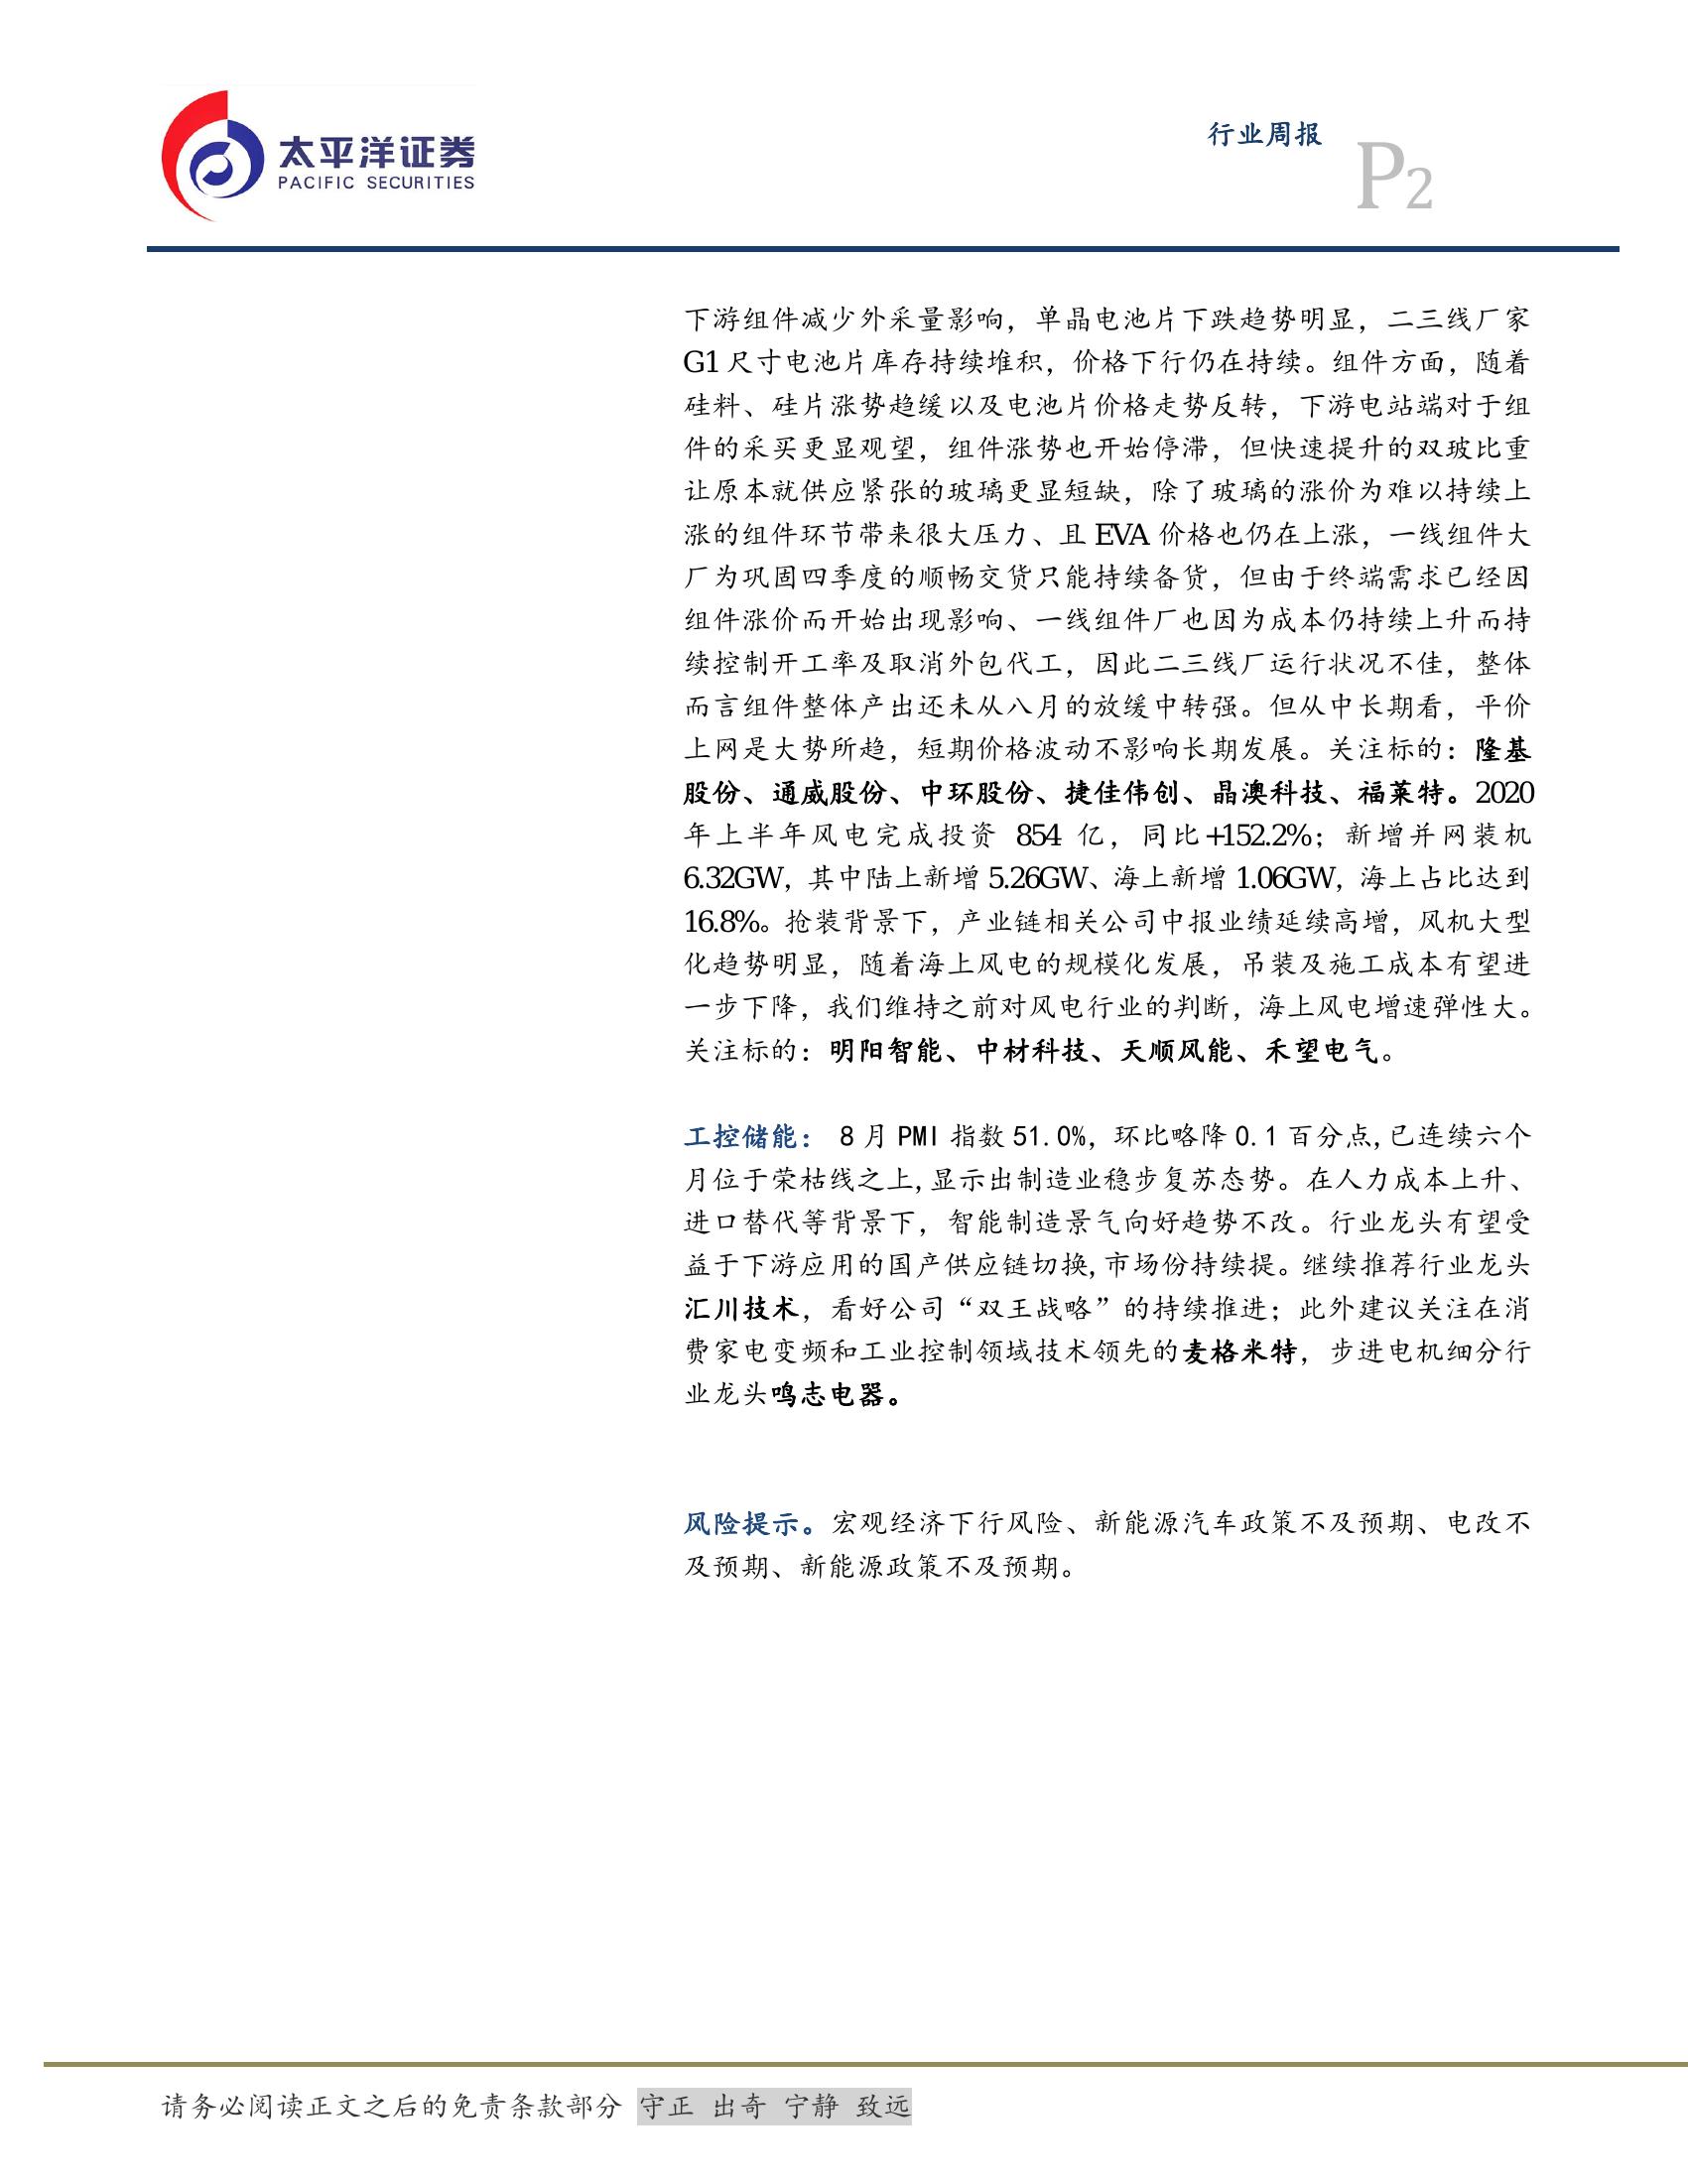 太平洋证券
PACIFIC SECURITIES
行业周报
P2
下游组件减少外采量影响，单晶电池片下跌趋势明显，二三线厂家
G1 尺寸电池片库存持续堆积，价格下行仍在持续。组件方面，随着
硅料、硅片涨势趋缓以及电池片价格走势反转，下游电站端对于组
件的采买更显观望，组件涨势也开始停滞，但快速提升的双玻比重
让原本就供应紧张的玻璃更显短缺，除了玻璃的涨价为难以持续上
涨的组件环节带来很大压力、且 EVA 价格也仍在上涨，一线组件大
厂为巩固四季度的顺畅交货只能持续备货，但由于终端需求已经因
组件涨价而开始出现影响、一线组件厂也因为成本仍持续上升而持
续控制开工率及取消外包代工，因此二三线厂运行状况不佳，整体
而言组件整体产出还未从八月的放缓中转强。但从中长期看，平价
上网是大势所趋，短期价格波动不影响长期发展。关注标的：隆基
股份、通威股份、中环股份、捷佳伟创、晶澳科技、福莱特。2020
年上半年风电完成投资 854 亿，同比+152.2%；新增并网装机
6.32GW，其中陆上新增 5.26GW、海上新增 1.06GW，海上占比达到
16.8%。抢装背景下，产业链相关公司中报业绩延续高增，风机大型
化趋势明显，随着海上风电的规模化发展，吊装及施工成本有望进
一步下降，我们维持之前对风电行业的判断，海上风电增速弹性大。
关注标的：明阳智能、中材科技、天顺风能、禾望电气。
工控储能： 8 月 PMI 指数 51.0%，环比略降 0.1 百分点,已连续六个
月位于荣枯线之上,显示出制造业稳步复苏态势。在人力成本上升、
进口替代等背景下，智能制造景气向好趋势不改。行业龙头有望受
益于下游应用的国产供应链切换,市场份持续提。继续推荐行业龙头
汇川技术，看好公司“双王战略”的持续推进；此外建议关注在消
费家电变频和工业控制领域技术领先的麦格米特，步进电机细分行
业龙头鸣志电器。
风险提示。宏观经济下行风险、新能源汽车政策不及预期、电改不
及预期、新能源政策不及预期。
请务必阅读正文之后的免责条款部分 守正 出奇 宁静 致远